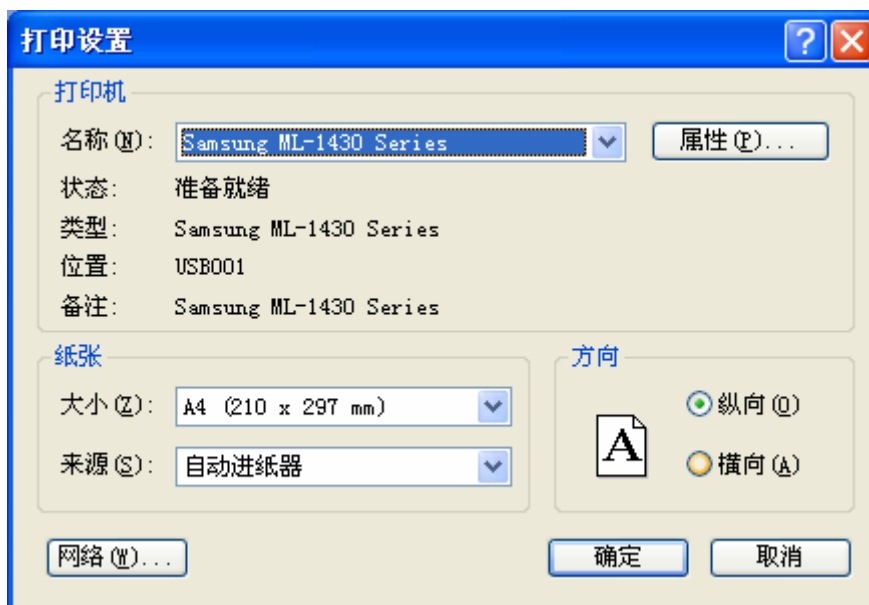 打印设置
打印机
名称(N): Samsung ML-1430 Series 属性(P)...
状态: 准备就绪
类型: Samsung ML-1430 Series
位置: USB001
备注: Samsung ML-1430 Series
纸张 方向
大小(Z): A4 (210 x 297 mm) 纵向(O)
来源(S): 自动进纸器 A 横向(A)
网络(W)... 确定 取消